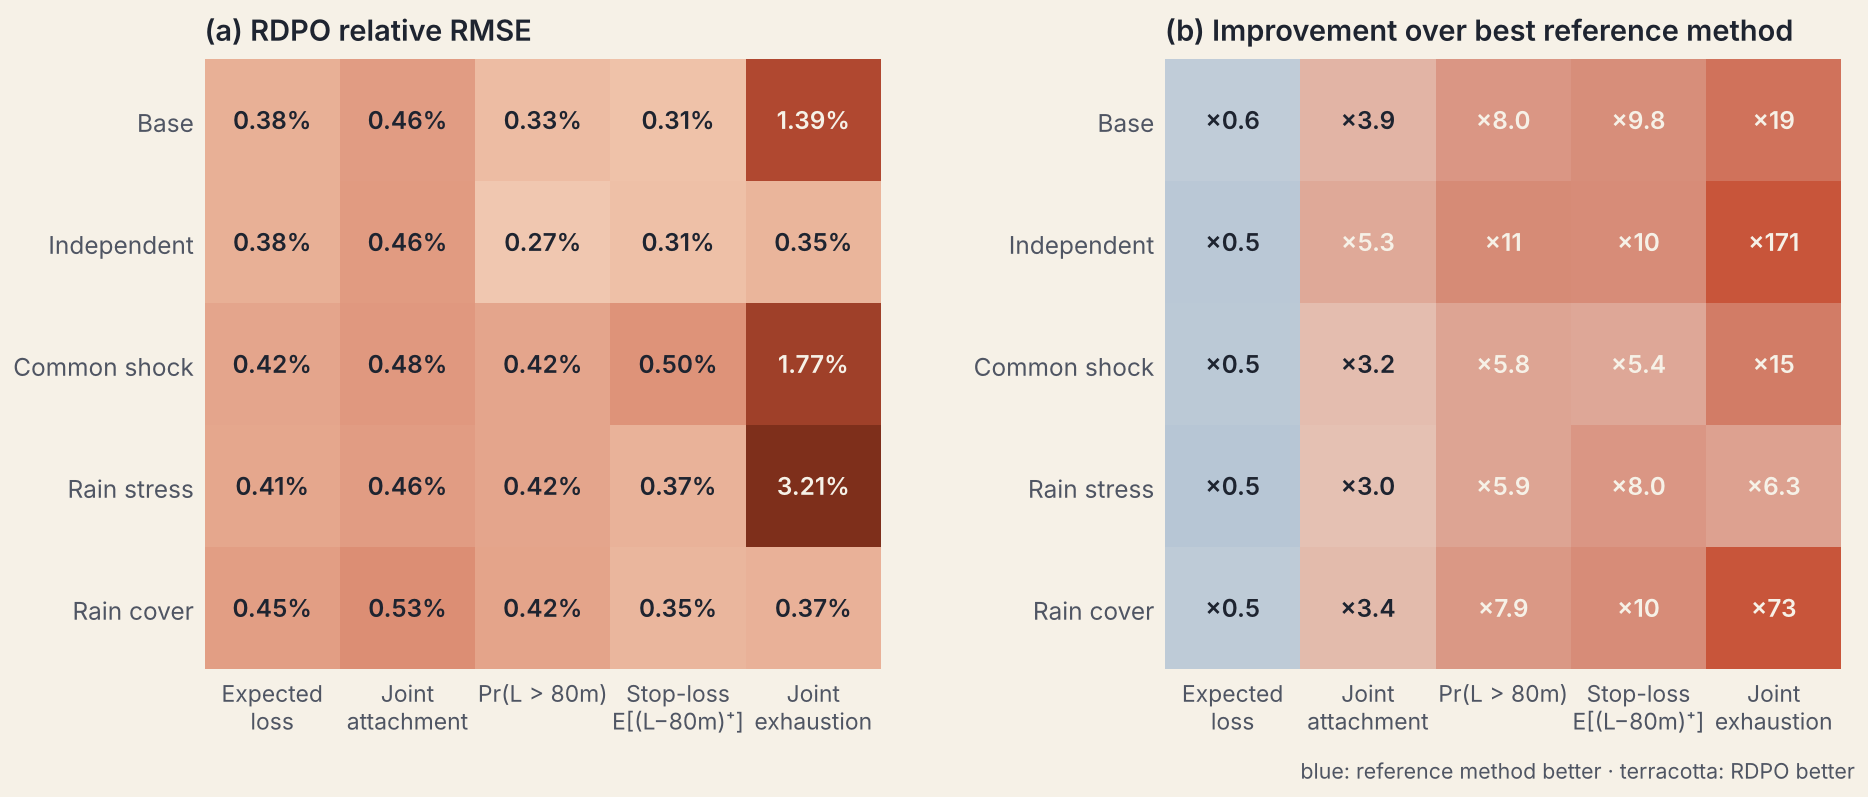 (a) RDPO relative RMSE
Base 0.38% 0.46% 0.33% 0.31% 1.39%
Independent 0.38% 0.46% 0.27% 0.31% 0.35%
Common shock 0.42% 0.48% 0.42% 0.50% 1.77%
Rain stress 0.41% 0.46% 0.42% 0.37% 3.21%
Rain cover 0.45% 0.53% 0.42% 0.35% 0.37%
Expected Joint Pr(L > 80m) Stop-loss Joint
loss attachment E[(L−80m)⁺] exhaustion
(b) Improvement over best reference method
Base ×0.6 ×3.9 ×8.0 ×9.8 ×19
Independent ×0.5 ×5.3 ×11 ×10 ×171
Common shock ×0.5 ×3.2 ×5.8 ×5.4 ×15
Rain stress ×0.5 ×3.0 ×5.9 ×8.0 ×6.3
Rain cover ×0.5 ×3.4 ×7.9 ×10 ×73
Expected Joint Pr(L > 80m) Stop-loss Joint
loss attachment E[(L−80m)⁺] exhaustion
blue: reference method better · terracotta: RDPO better